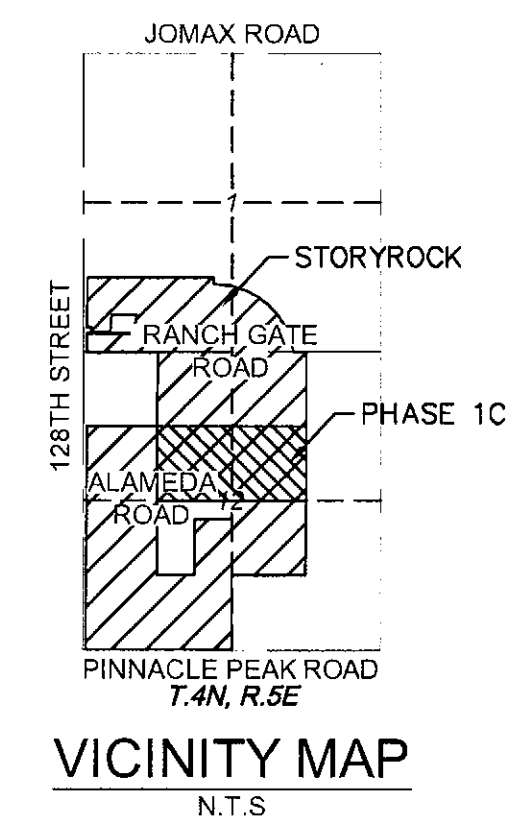 JOMAX ROAD
1
STORYROCK
128TH STREET
RANCH GATE
ROAD
PHASE 1C
ALAMEDA
12
ROAD
PINNACLE PEAK ROAD
T.4N, R.5E
VICINITY MAP
N.T.S